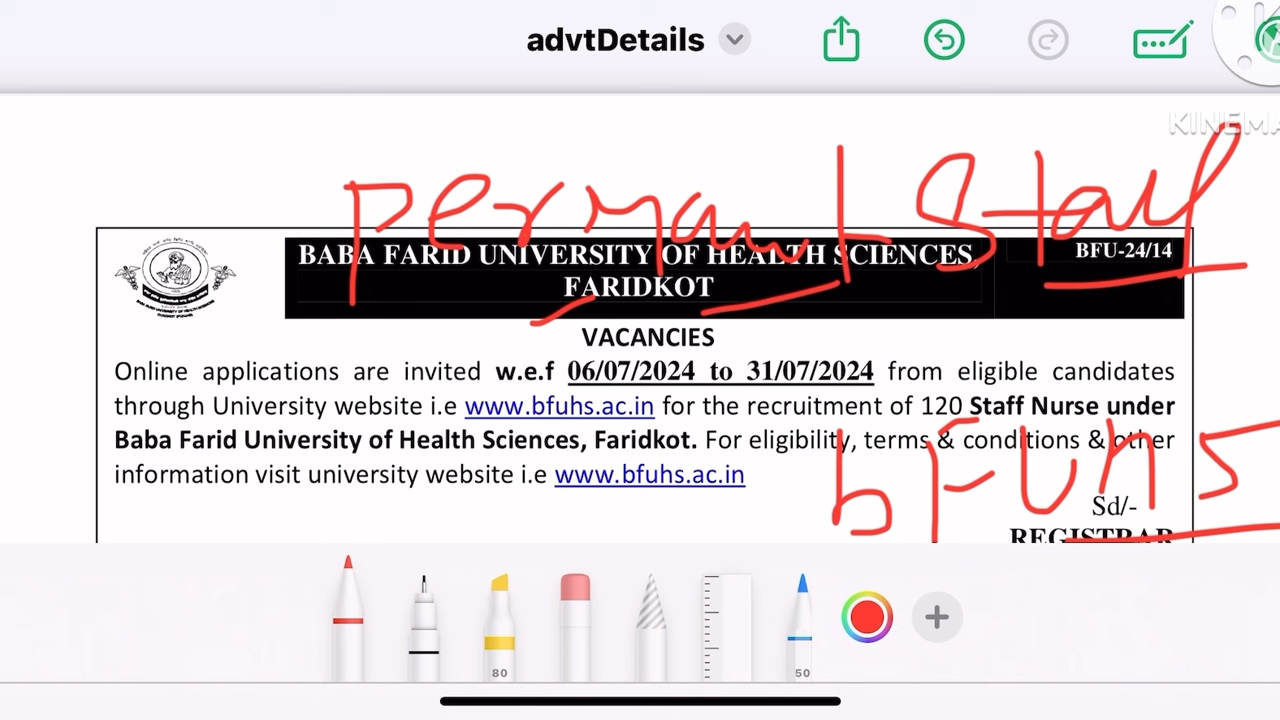 advtDetails
KINEMA
Permant Staff
BABA FARID UNIVERSITY OF HEALTH SCIENCES,
FARIDKOT
BFU-24/14
VACANCIES
Online applications are invited w.e.f 06/07/2024 to 31/07/2024 from eligible candidates
through University website i.e www.bfuhs.ac.in for the recruitment of 120 Staff Nurse under
Baba Farid University of Health Sciences, Faridkot. For eligibility, terms & conditions & other
information visit university website i.e www.bfuhs.ac.in
bFUhS
Sd/-
REGISTRAR
80
50